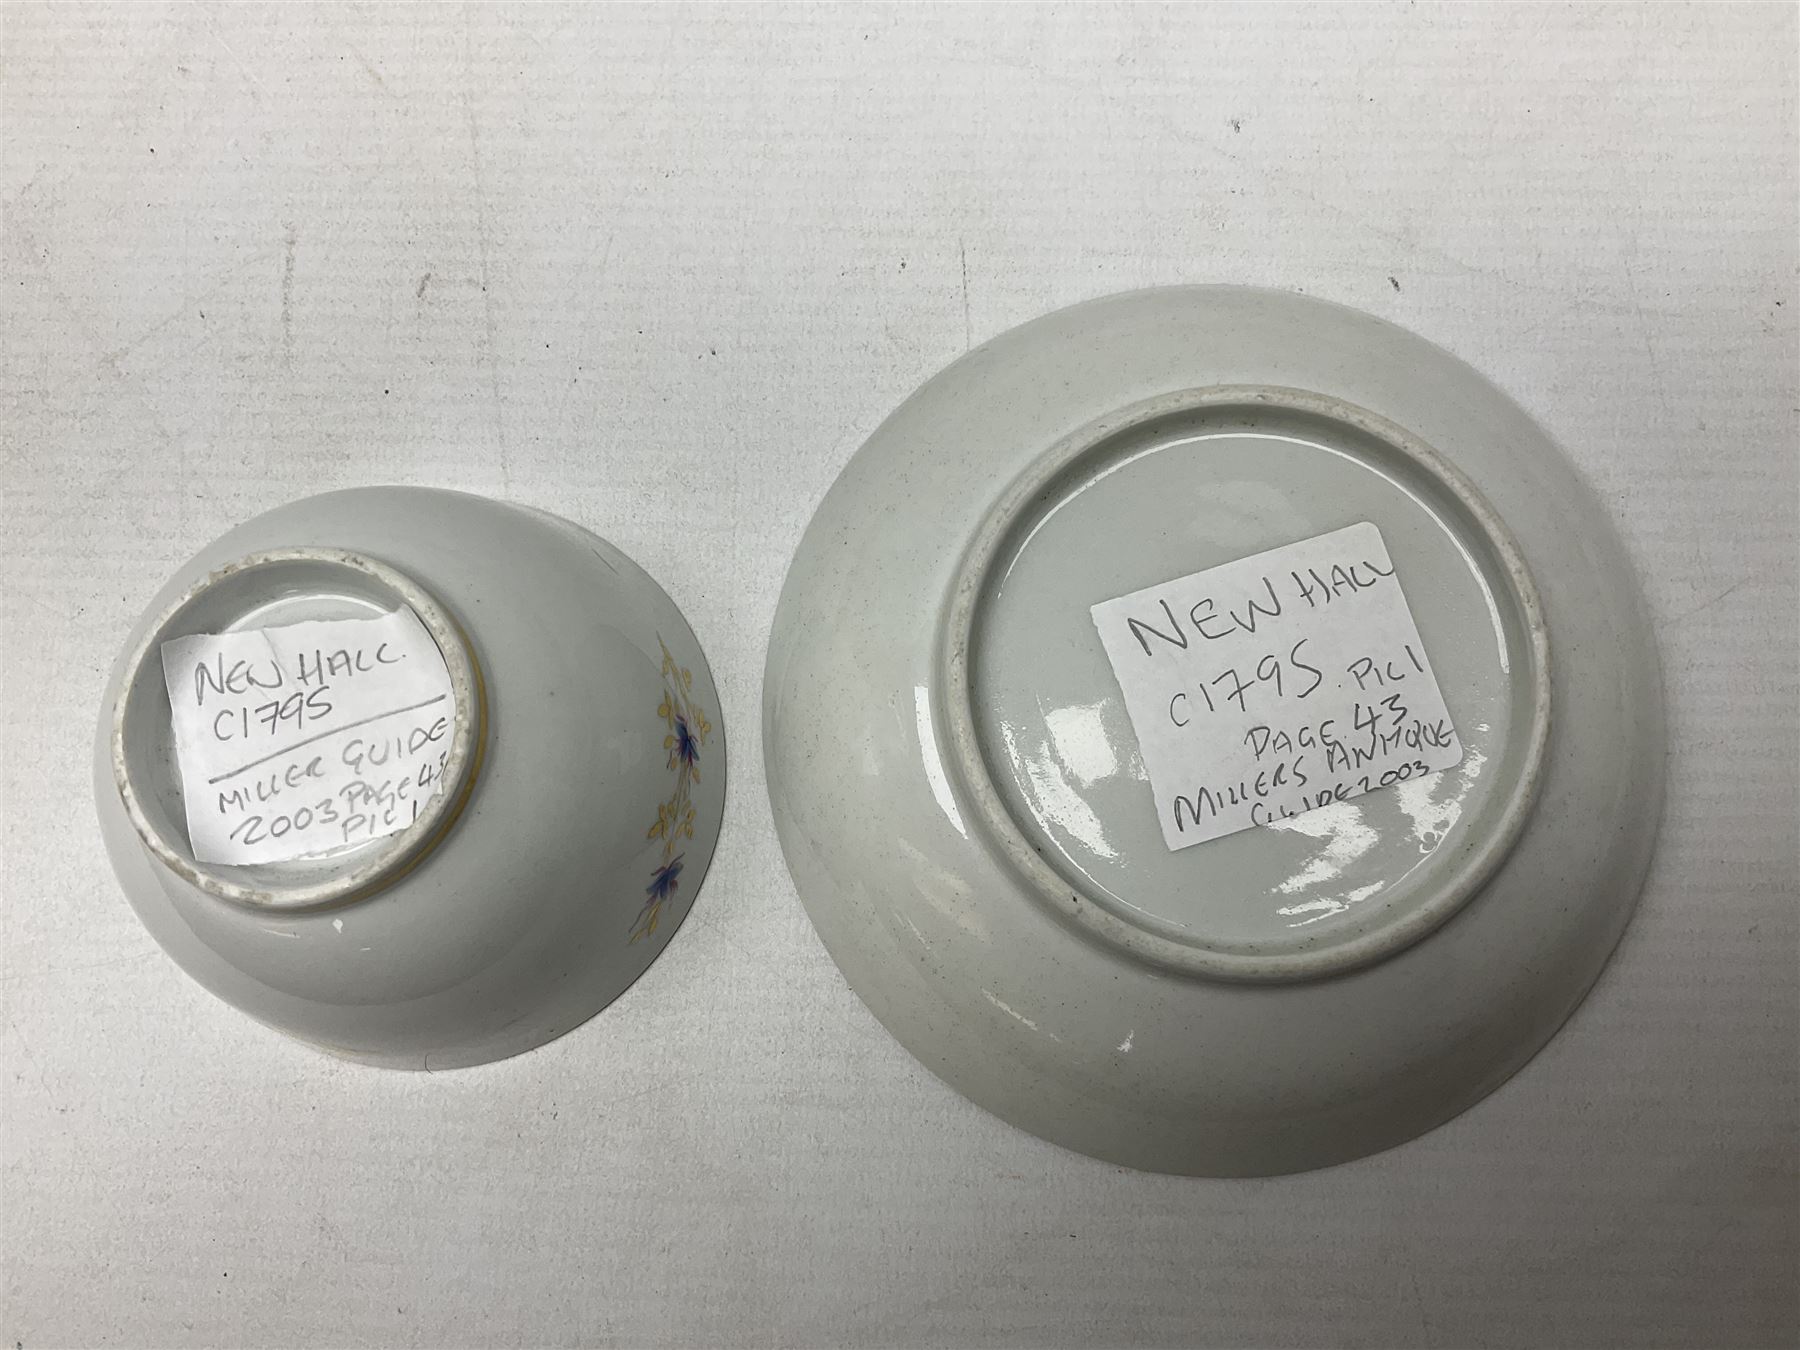 NEW HALL.
C1795
MILLER GUIDE
2003 PAGE 43
PIC 1
NEW HALL
C1795. PIC 1
PAGE 43
MILLERS ANTIQUE
GUIDE 2003